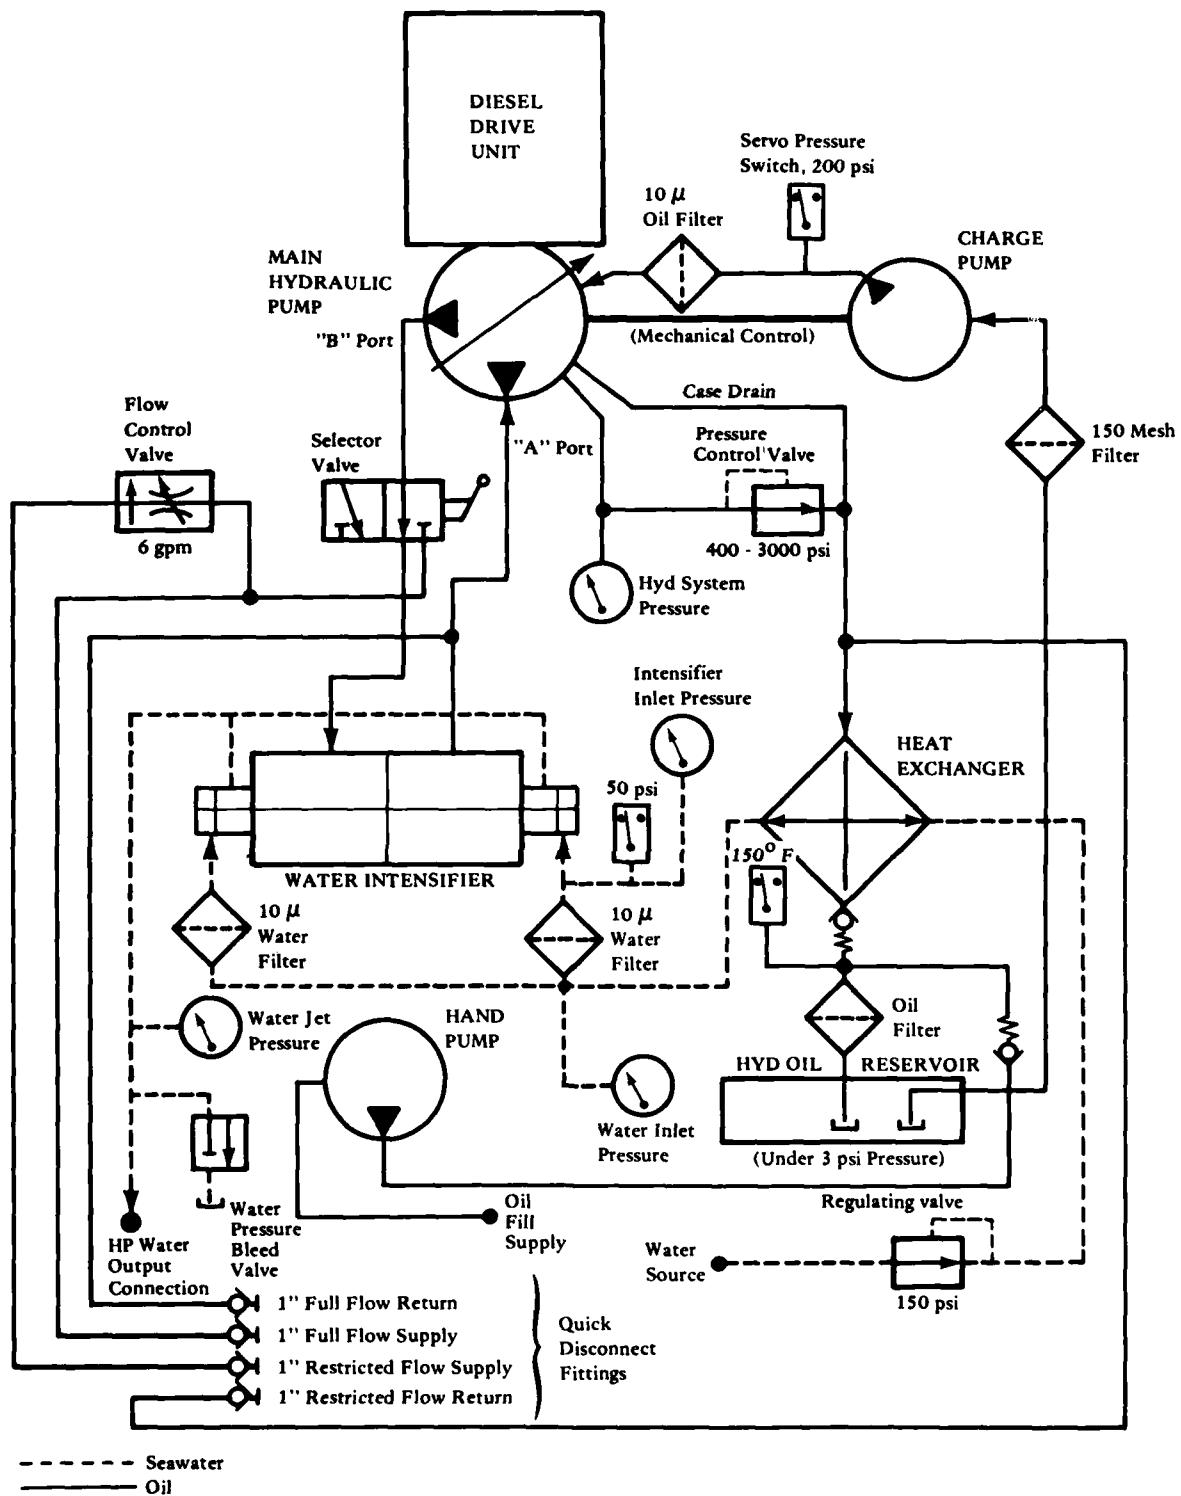 DIESEL
DRIVE
UNIT
Servo Pressure
Switch, 200 psi
10 μ
Oil Filter
CHARGE
PUMP
MAIN
HYDRAULIC
PUMP
"B" Port
(Mechanical Control)
Case Drain
Flow
Control
Valve
Selector
Valve
"A" Port
Pressure
Control Valve
150 Mesh
Filter
6 gpm
400 - 3000 psi
Hyd System
Pressure
Intensifier
Inlet Pressure
HEAT
EXCHANGER
50 psi
150° F
WATER INTENSIFIER
10 μ
Water
Filter
10 μ
Water
Filter
Water Jet
Pressure
HAND
PUMP
Oil
Filter
HYD OIL RESERVOIR
Water Inlet
Pressure
(Under 3 psi Pressure)
Regulating valve
Oil
Fill
Supply
Water
Pressure
Bleed
Valve
HP Water
Output
Connection
Water
Source
150 psi
1" Full Flow Return
1" Full Flow Supply
1" Restricted Flow Supply
1" Restricted Flow Return
Quick
Disconnect
Fittings
Seawater
Oil